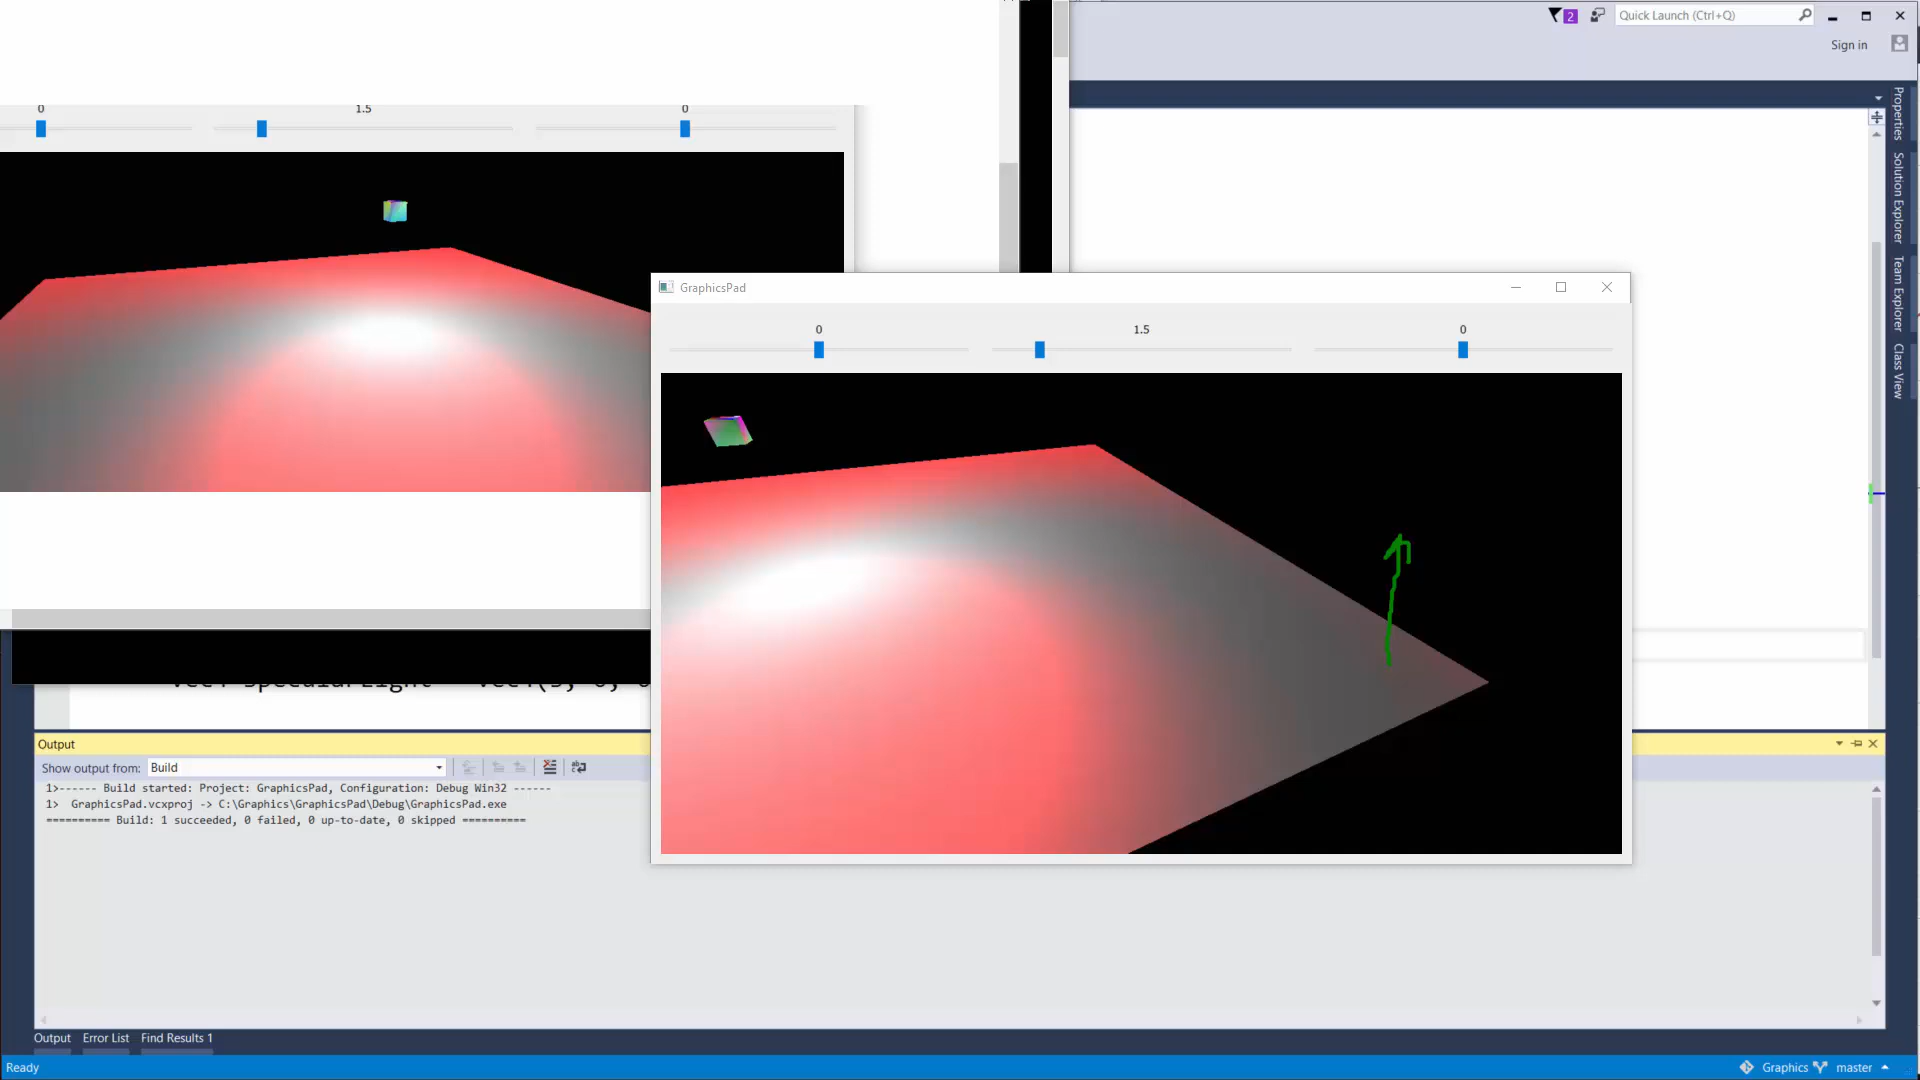 2
Quick Launch (Ctrl+Q)
Sign in
0 1.5 0
Properties
Solution Explorer
Team Explorer
Class View
GraphicsPad
0 1.5 0
Output
Show output from: Build
1>------ Build started: Project: GraphicsPad, Configuration: Debug Win32 ------
1> GraphicsPad.vcxproj -> C:\Graphics\GraphicsPad\Debug\GraphicsPad.exe
========== Build: 1 succeeded, 0 failed, 0 up-to-date, 0 skipped ==========
Output Error List Find Results 1
Ready
Graphics master